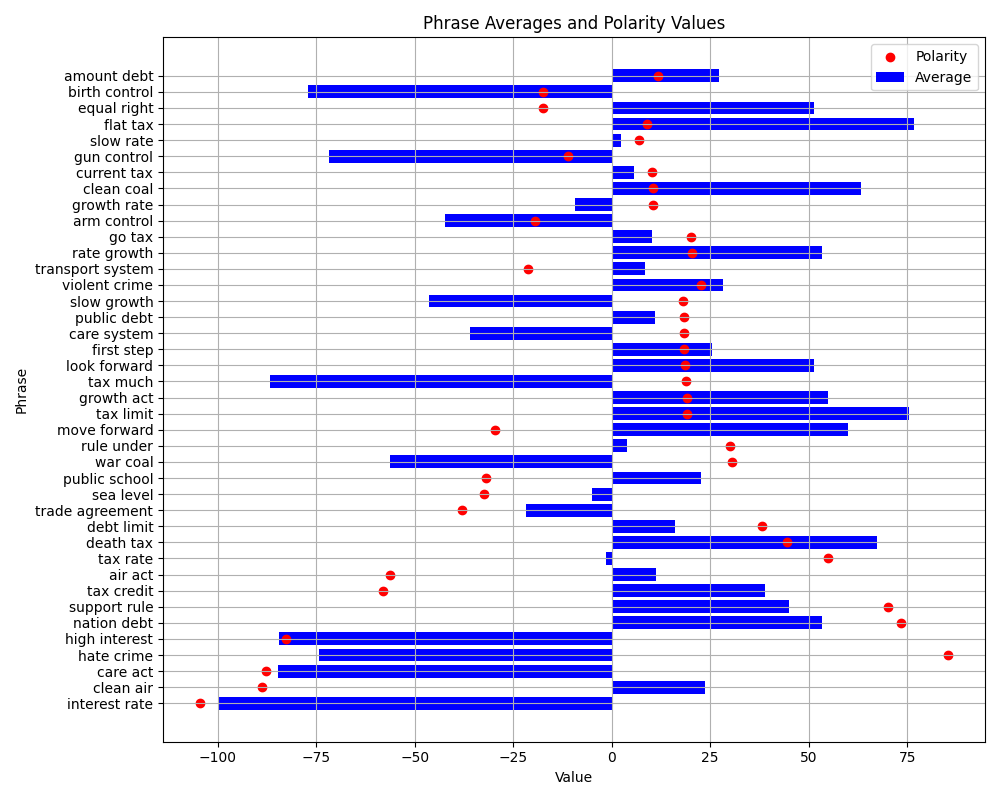 Phrase Averages and Polarity Values
Polarity
Average
amount debt
birth control
equal right
flat tax
slow rate
gun control
current tax
clean coal
growth rate
arm control
go tax
rate growth
transport system
violent crime
slow growth
public debt
care system
first step
look forward
tax much
growth act
tax limit
move forward
rule under
war coal
public school
sea level
trade agreement
debt limit
death tax
tax rate
air act
tax credit
support rule
nation debt
high interest
hate crime
care act
clean air
interest rate
Phrase
−100 −75 −50 −25 0 25 50 75
Value